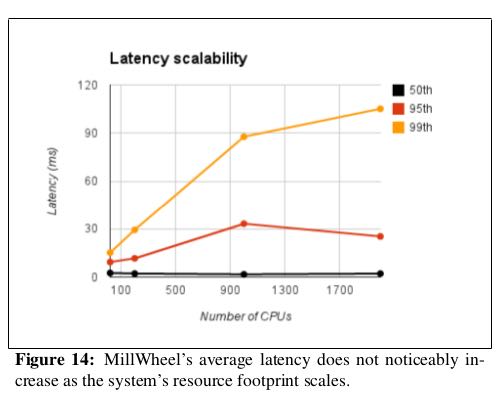 Latency scalability
120
90
60
30
0
Latency (ms)
100 500 900 1300 1700
Number of CPUs
50th
95th
99th
Figure 14: MillWheel's average latency does not noticeably in-
crease as the system's resource footprint scales.